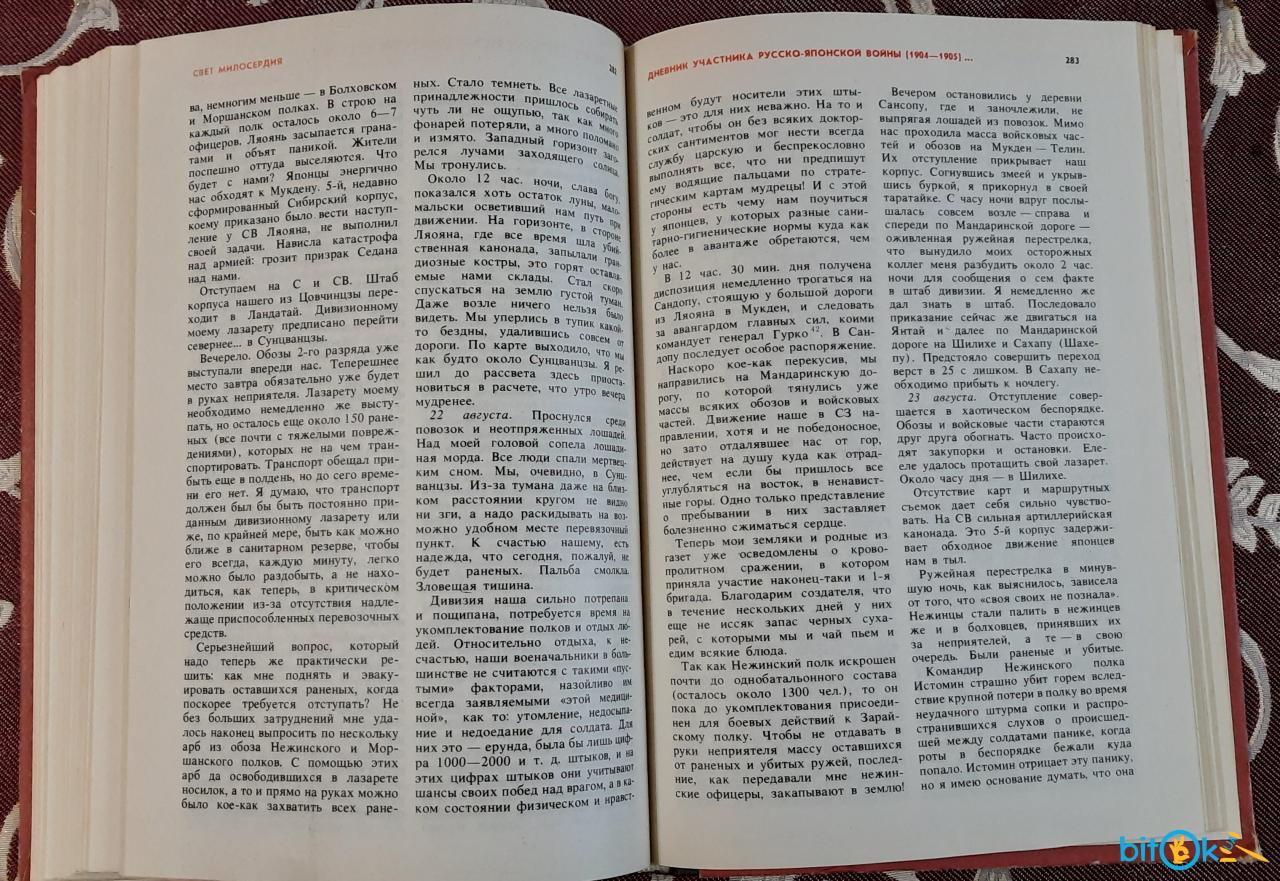 СВЕТ МИЛОСЕРДИЯ
282
ва, немногим меньше — в Болховском
и Моршанском полках. В строю на
каждый полк осталось около 6—7
офицеров. Ляоянь засыпается грана-
тами и объят паникой. Жители
поспешно оттуда выселяются. Что
будет с нами? Японцы энергично
нас обходят к Мукдену. 5-й, недавно
сформированный Сибирский корпус,
коему приказано было вести наступ-
ление у СВ Ляояна, не выполнил
своей задачи. Нависла катастрофа
над армией: грозит призрак Седана
над нами.
Отступаем на С и СВ. Штаб
корпуса нашего из Цовчинцзы пере-
ходит в Ландатай. Дивизионному
моему лазарету предписано перейти
севернее... в Сунцванцзы.
Вечерело. Обозы 2-го разряда уже
выступали впереди нас. Теперешнее
место завтра обязательно уже будет
в руках неприятеля. Лазарету моему
необходимо немедленно же высту-
пать, но осталось еще около 150 ране-
ных (все почти с тяжелыми повреж-
дениями), которых не на чем тран-
спортировать. Транспорт обещал при-
быть еще в полдень, но до сего време-
ни его нет. Я думаю, что транспорт
должен был бы быть постоянно при-
данным дивизионному лазарету или
же, по крайней мере, быть как можно
ближе в санитарном резерве, чтобы
его всегда, каждую минуту, легко
можно было раздобыть, а не нахо-
диться, как теперь, в критическом
положении из-за отсутствия надле-
жаще приспособленных перевозочных
средств.
Серьезнейший вопрос, который
надо теперь же практически ре-
шить: как мне поднять и эваку-
ировать оставшихся раненых, когда
поскорее требуется отступать? Не
без больших затруднений мне уда-
лось наконец выпросить по нескольку
арб из обоза Нежинского и Мор-
шанского полков. С помощью этих
арб да освободившихся в лазарете
носилок, а то и прямо на руках можно
было кое-как захватить всех ране-
ных. Стало темнеть. Все лазаретные
принадлежности пришлось собирать
чуть ли не ощупью, так как много
фонарей потеряли, а много поломано
и измято. Западный горизонт заго-
релся лучами заходящего солнца.
Мы тронулись.
Около 12 час. ночи, слава богу,
показался хоть остаток луны, мало-
мальски осветивший нам путь при
движении. На горизонте, в стороне
Ляояна, где все время шла убий-
ственная канонада, запылали гран-
диозные костры, это горят оставля-
емые нами склады. Стал скоро
спускаться на землю густой туман.
Даже возле ничего нельзя было
видеть. Мы уперлись в тупик какой-
то бездны, удалившись совсем от
дороги. По карте выходило, что мы
как будто около Сунцванцзы. Я ре-
шил до рассвета здесь приоста-
новиться в расчете, что утро вечера
мудренее.
22 августа. Проснулся среди
повозок и неотпряженных лошадей.
Над моей головой сопела лошади-
ная морда. Все люди спали мертвец-
ким сном. Мы, очевидно, в Сунц-
ванцзы. Из-за тумана даже на близ-
ком расстоянии кругом не видно
ни зги, а надо раскидывать на воз-
можно удобном месте перевязочный
пункт. К счастью нашему, есть
надежда, что сегодня, пожалуй, не
будет раненых. Пальба смолкла.
Зловещая тишина.
Дивизия наша сильно потрепана
и пощипана, потребуется время на
укомплектование полков и отдых лю-
дей. Относительно отдыха, к не-
счастью, наши военачальники в боль-
шинстве не считаются с такими «пус-
тыми» факторами, назойливо им
всегда заявляемыми «этой медици-
ной», как то: утомление, недосыпа-
ние и недоедание для солдата. Для
них это — ерунда, была бы лишь циф-
ра 1000—2000 и т. д. штыков, и на
этих цифрах штыков они учитывают
шансы своих побед над врагом, а в ка-
ком состоянии физическом и нравст-
ДНЕВНИК УЧАСТНИКА РУССКО-ЯПОНСКОЙ ВОЙНЫ (1904—1905) ...
283
венном будут носители этих шты-
ков — это для них неважно. На то и
солдат, чтобы он без всяких доктор-
ских сантиментов мог нести всегда
службу царскую и беспрекословно
выполнять все, что ни предпишут
ему водящие пальцами по страте-
гическим картам мудрецы! И с этой
стороны есть чему нам поучиться
у японцев, у которых разные сани-
тарно-гигиенические нормы куда как
более в авантаже обретаются, чем
у нас.
В 12 час. 30 мин. дня получена
диспозиция немедленно трогаться на
Сандопу, стоящую у большой дороги
из Ляояна в Мукден, и следовать
за авангардом главных сил, коими
командует генерал Гурко42. В Сан-
допу последует особое распоряжение.
Наскоро кое-как перекусив, мы
направились на Мандаринскую до-
рогу, по которой тянулись уже
массы всяких обозов и войсковых
частей. Движение наше в СЗ на-
правлении, хотя и не победоносное,
но зато отдалявшее нас от гор,
действует на душу куда как отрад-
нее, чем если бы пришлось все
углубляться на восток, в ненавист-
ные горы. Одно только представление
о пребывании в них заставляет
болезненно сжиматься сердце.
Теперь мои земляки и родные из
газет уже осведомлены о крово-
пролитном сражении, в котором
приняла участие наконец-таки и 1-я
бригада. Благодарим создателя, что
в течение нескольких дней у них
еще не иссяк запас черных суха-
рей, с которыми мы и чай пьем и
едим всякие блюда.
Так как Нежинский полк искрошен
почти до однобатальонного состава
(осталось около 1300 чел.), то он
пока до укомплектования присоеди-
нен для боевых действий к Зарай-
скому полку. Чтобы не отдавать в
руки неприятеля массу оставшихся
от раненых и убитых ружей, послед-
ние, как передавали мне нежин-
ские офицеры, закапывают в землю!
Вечером остановились у деревни
Сансопу, где и заночлежили, не
выпрягая лошадей из повозок. Мимо
нас проходила масса войсковых час-
тей и обозов на Мукден — Телин.
Их отступление прикрывает наш
корпус. Согнувшись змеей и укрыв-
шись буркой, я прикорнул в своей
таратайке. С часу ночи вдруг послы-
шалась совсем возле — справа и
спереди по Мандаринской дороге —
оживленная ружейная перестрелка,
что вынудило моих осторожных
коллег меня разбудить около 2 час.
ночи для сообщения о сем факте
в штаб дивизии. Я немедленно же
дал знать в штаб. Последовало
приказание сейчас же двигаться на
Янтай и далее по Мандаринской
дороге на Шилихе и Сахапу (Шахе-
пу). Предстояло совершить переход
верст в 25 с лишком. В Сахапу не-
обходимо прибыть к ночлегу.
23 августа. Отступление совер-
шается в хаотическом беспорядке.
Обозы и войсковые части стараются
друг друга обогнать. Часто происхо-
дят закупорки и остановки. Еле-
еле удалось протащить свой лазарет.
Около часу дня — в Шилихе.
Отсутствие карт и маршрутных
съемок дает себя сильно чувство-
вать. На СВ сильная артиллерийская
канонада. Это 5-й корпус задержи-
вает обходное движение японцев
нам в тыл.
Ружейная перестрелка в минув-
шую ночь, как выяснилось, зависела
от того, что «своя своих не познала».
Нежинцы стали палить в нежинцев
же и в болховцев, принявших их
за неприятелей, а те — в свою
очередь. Были раненые и убитые.
Командир Нежинского полка
Истомин страшно убит горем вслед-
ствие крупной потери в полку во время
неудачного штурма сопки и распро-
странившихся слухов о происшед-
шей между солдатами панике, когда
роты в беспорядке бежали куда
попало. Истомин отрицает эту панику,
но я имею основание думать, что она
bitOk